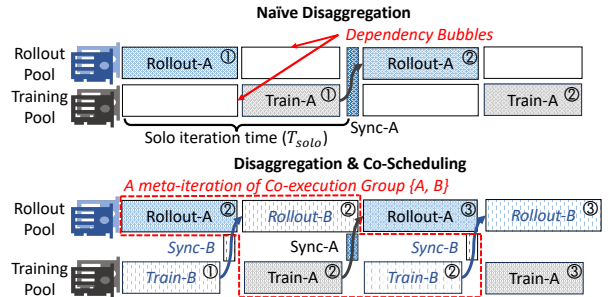 Naïve Disaggregation
Dependency Bubbles
Rollout Pool
Rollout-A ①
Rollout-A ②
Training Pool
Train-A ①
Train-A ②
Sync-A
Solo iteration time (T_solo)
Disaggregation & Co-Scheduling
A meta-iteration of Co-execution Group {A, B}
Rollout Pool
Rollout-A ②
Rollout-B ②
Rollout-A ③
Rollout-B ③
Sync-B
Sync-A
Sync-B
Training Pool
Train-B ①
Train-A ②
Train-B ②
Train-A ③